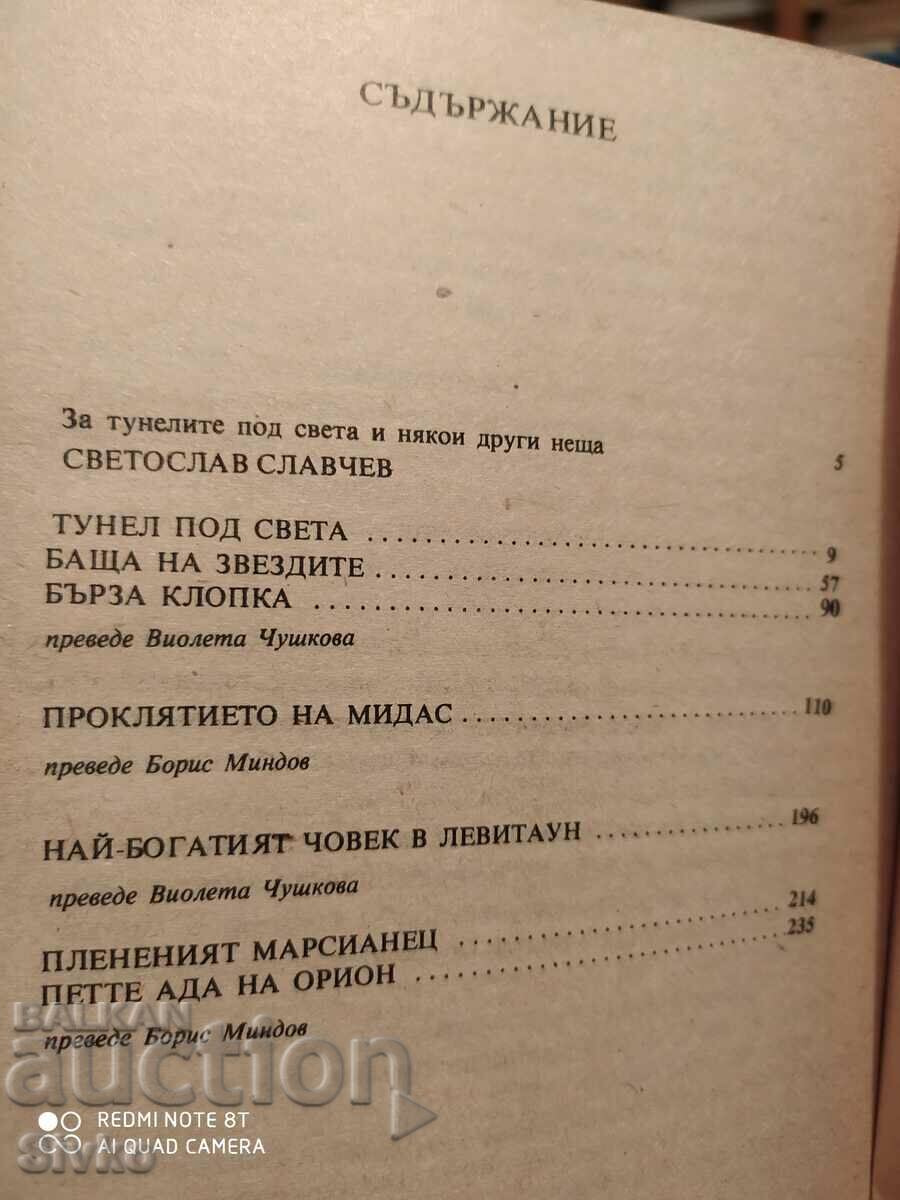 СЪДЪРЖАНИЕ
За тунелите под света и някои други неща
СВЕТОСЛАВ СЛАВЧЕВ 5
ТУНЕЛ ПОД СВЕТА 9
БАЩА НА ЗВЕЗДИТЕ 57
БЪРЗА КЛОПКА 90
преведе Виолета Чушкова
ПРОКЛЯТИЕТО НА МИДАС 110
преведе Борис Миндов
НАЙ-БОГАТИЯТ ЧОВЕК В ЛЕВИТАУН 196
преведе Виолета Чушкова
ПЛЕНЕНИЯТ МАРСИАНЕЦ 214
ПЕТТЕ АДА НА ОРИОН 235
преведе Борис Миндов
BALKAN
auction
REDMI NOTE 8T
AI QUAD CAMERA
Sivko